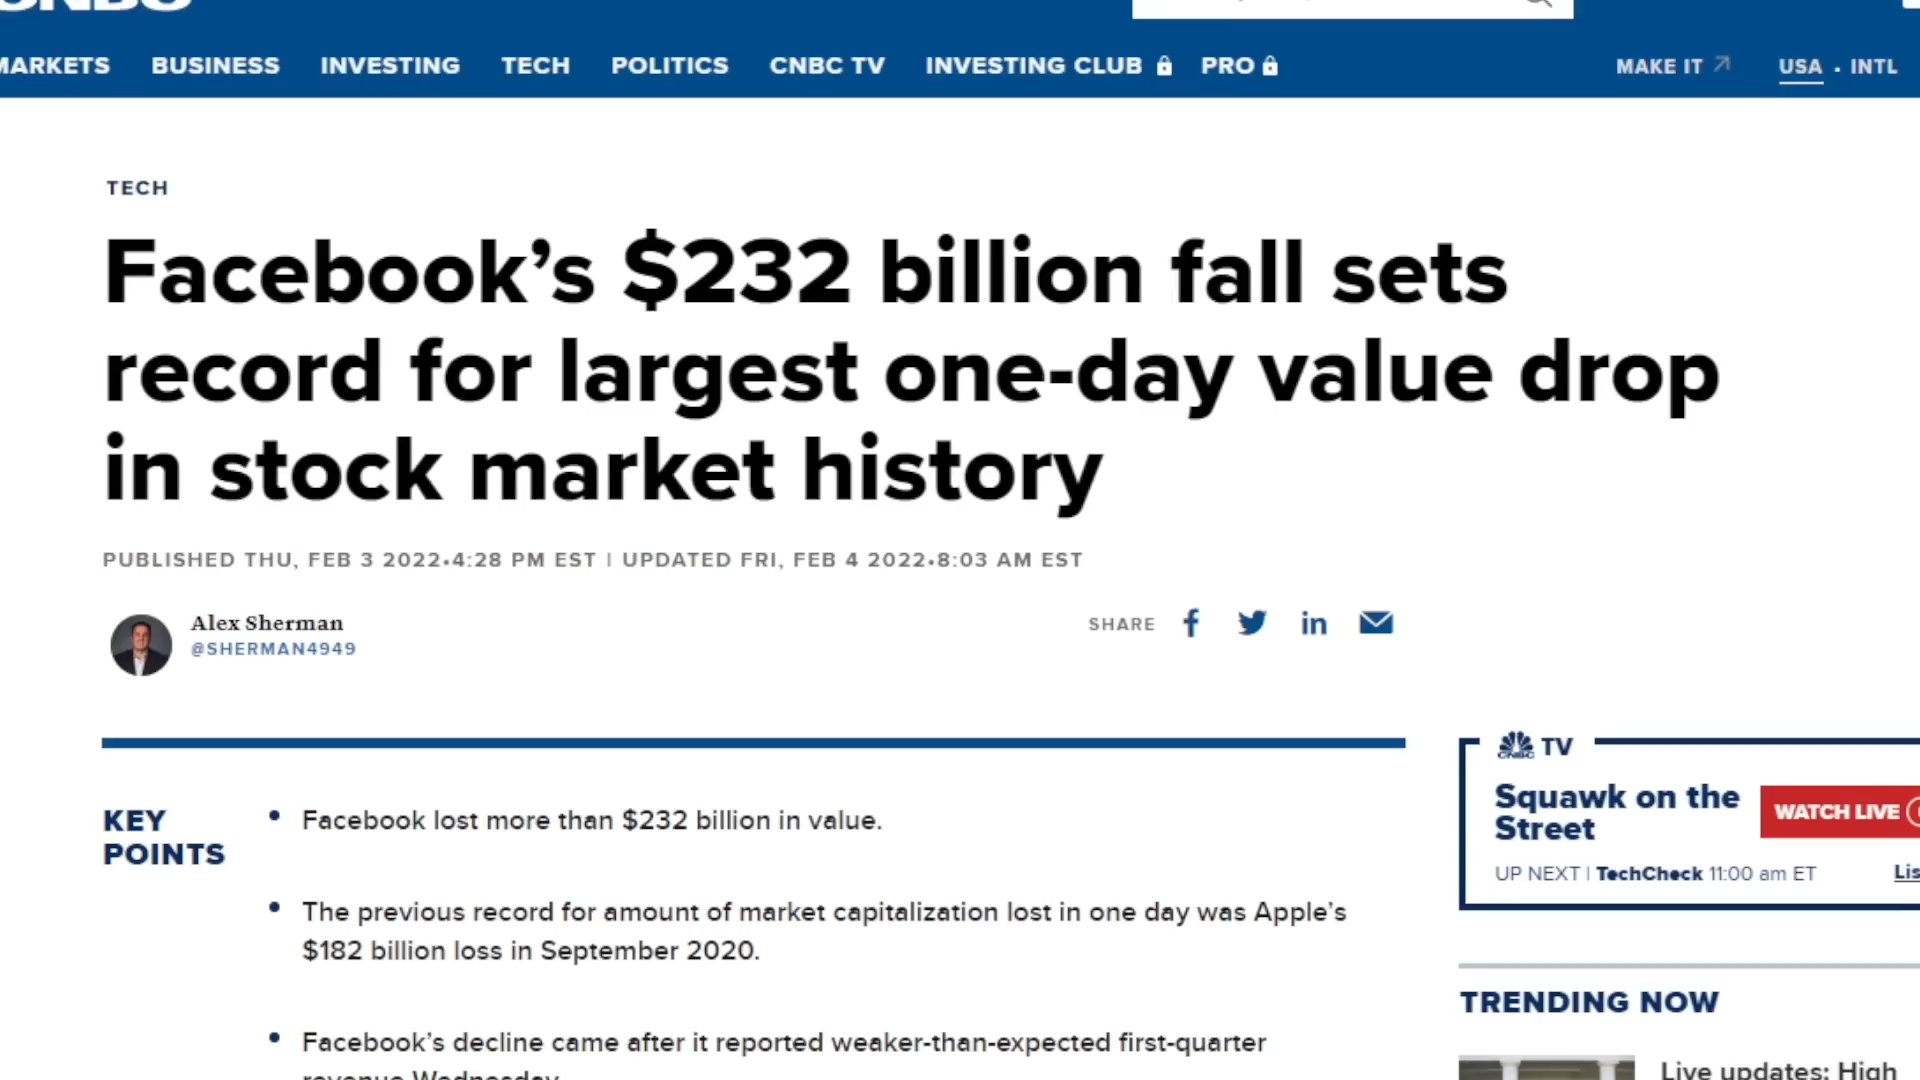 CNBC
MARKETS BUSINESS INVESTING TECH POLITICS CNBC TV INVESTING CLUB PRO MAKE IT USA • INTL
TECH
Facebook’s $232 billion fall sets
record for largest one-day value drop
in stock market history
PUBLISHED THU, FEB 3 2022•4:28 PM EST | UPDATED FRI, FEB 4 2022•8:03 AM EST
Alex Sherman
@SHERMAN4949
SHARE
KEY
POINTS
• Facebook lost more than $232 billion in value.
• The previous record for amount of market capitalization lost in one day was Apple’s
$182 billion loss in September 2020.
• Facebook’s decline came after it reported weaker-than-expected first-quarter
revenue Wednesday.
CNBC TV
Squawk on the
Street
WATCH LIVE
UP NEXT | TechCheck 11:00 am ET
Lis
TRENDING NOW
Live updates: High